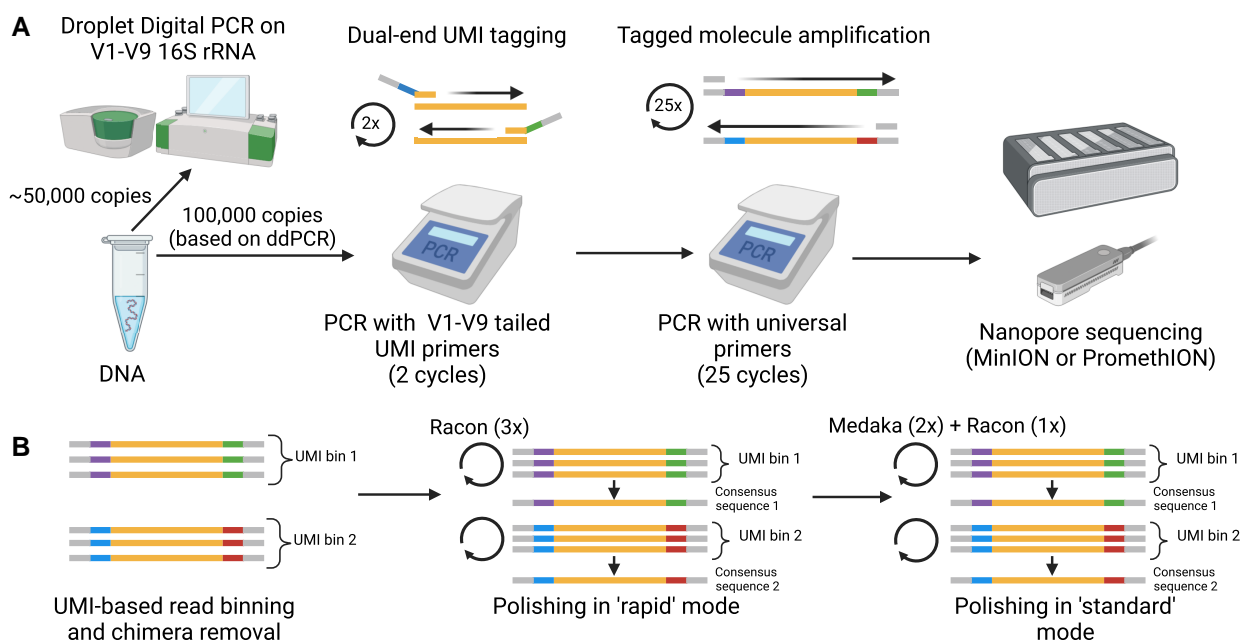 A
Droplet Digital PCR on
V1-V9 16S rRNA
Dual-end UMI tagging
Tagged molecule amplification
2x
25x
~50,000 copies
100,000 copies
(based on ddPCR)
PCR
PCR
DNA
PCR with V1-V9 tailed
UMI primers
(2 cycles)
PCR with universal
primers
(25 cycles)
Nanopore sequencing
(MinION or PromethION)
B
UMI bin 1
UMI bin 2
UMI-based read binning
and chimera removal
Racon (3x)
UMI bin 1
Consensus
sequence 1
UMI bin 2
Consensus
sequence 2
Polishing in 'rapid' mode
Medaka (2x) + Racon (1x)
UMI bin 1
Consensus
sequence 1
UMI bin 2
Consensus
sequence 2
Polishing in 'standard'
mode